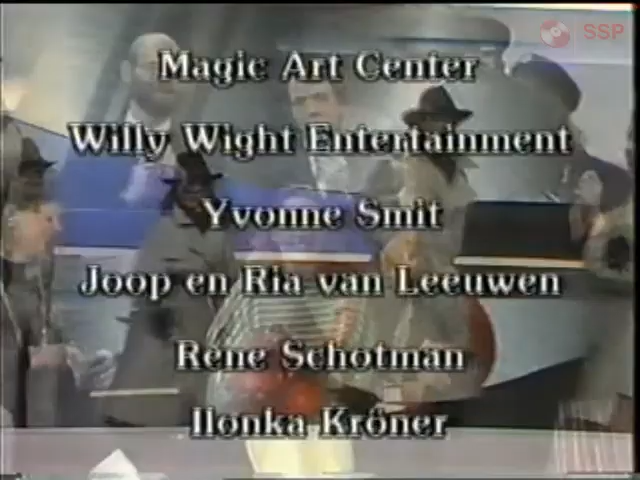 SSP
Magic Art Center
Willy Wight Entertainment
Yvonne Smit
Joop en Ria van Leeuwen
Rene Schotman
Ilonka Kröner